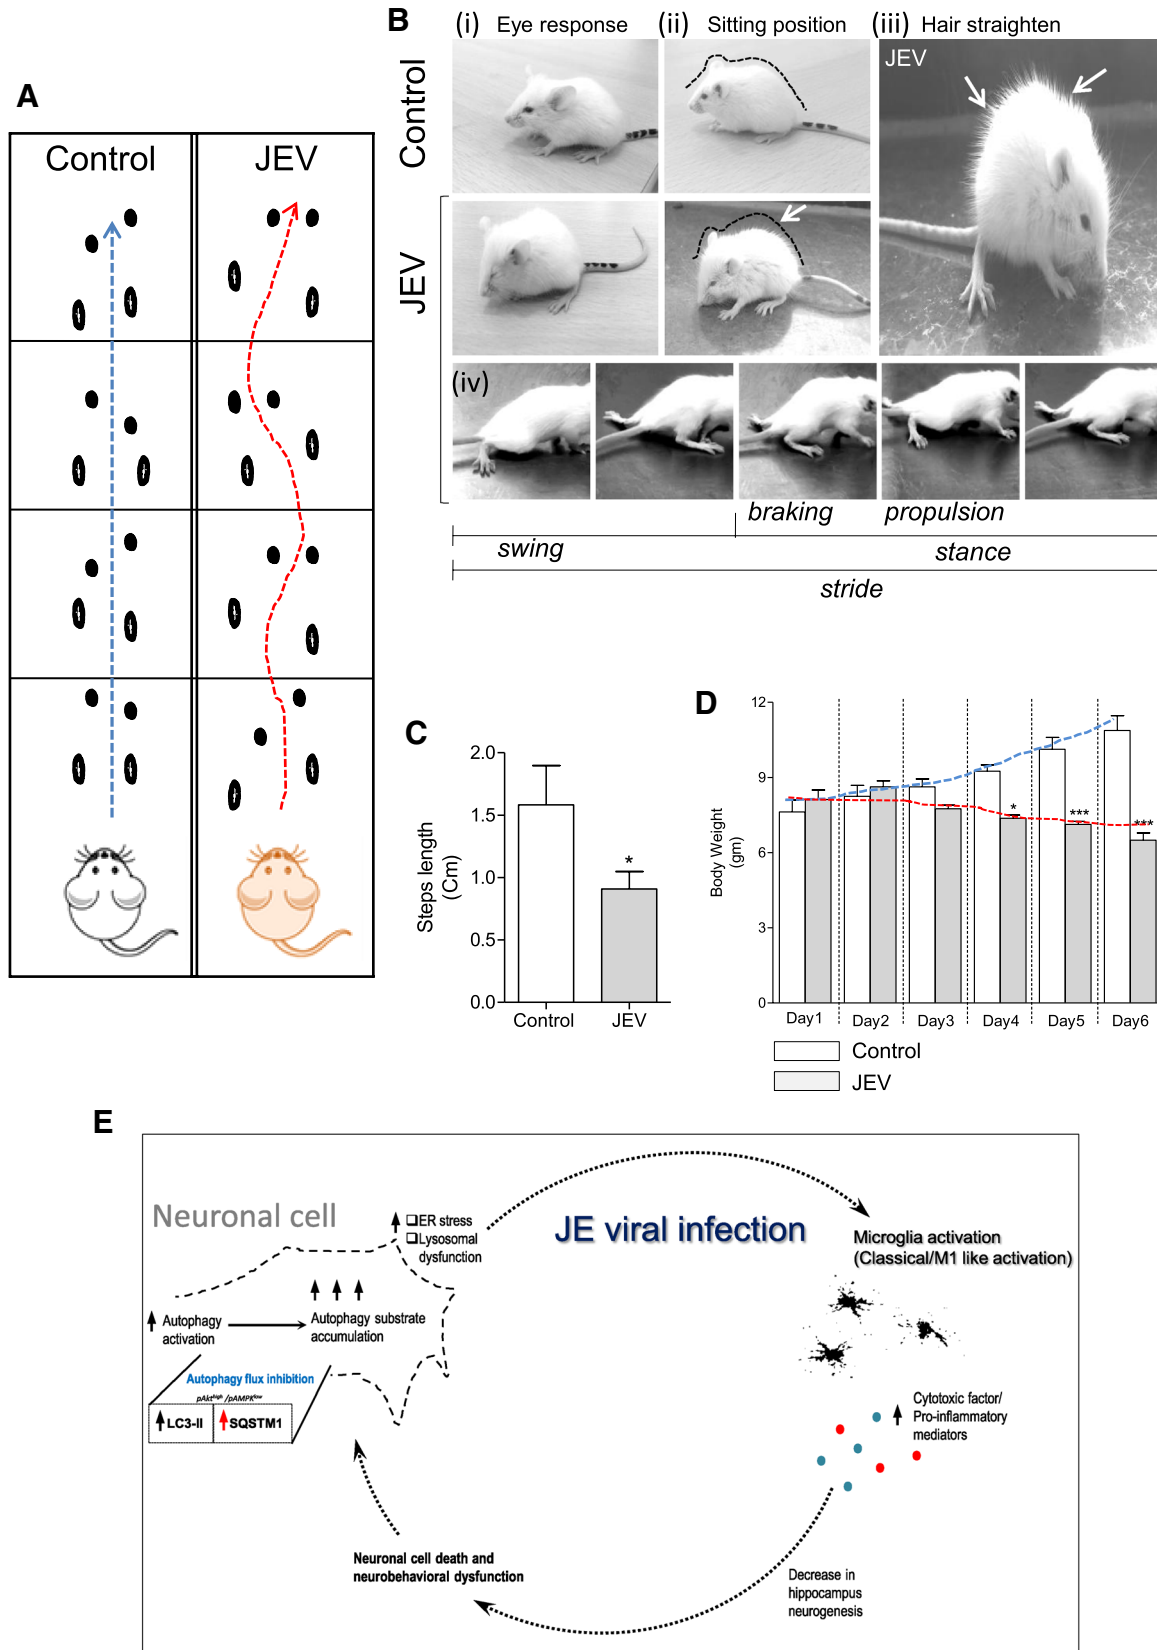 A
Control
JEV
B
(i) Eye response
(ii) Sitting position
(iii) Hair straighten
Control
JEV
JEV
(iv)
braking
propulsion
swing
stance
stride
C
Steps length
(Cm)
2.0
1.5
1.0
0.5
0.0
*
Control
JEV
D
Body Weight
(gm)
12
9
6
3
0
*
***
***
Day1
Day2
Day3
Day4
Day5
Day6
Control
JEV
E
Neuronal cell
JE viral infection
ER stress
Lysosomal
dysfunction
Autophagy
activation
Autophagy substrate
accumulation
Autophagy flux inhibition
pAkt^high /pAMPK^low
LC3-II
SQSTM1
Microglia activation
(Classical/M1 like activation)
Cytotoxic factor/
Pro-inflammatory
mediators
Decrease in
hippocampus
neurogenesis
Neuronal cell death and
neurobehavioral dysfunction